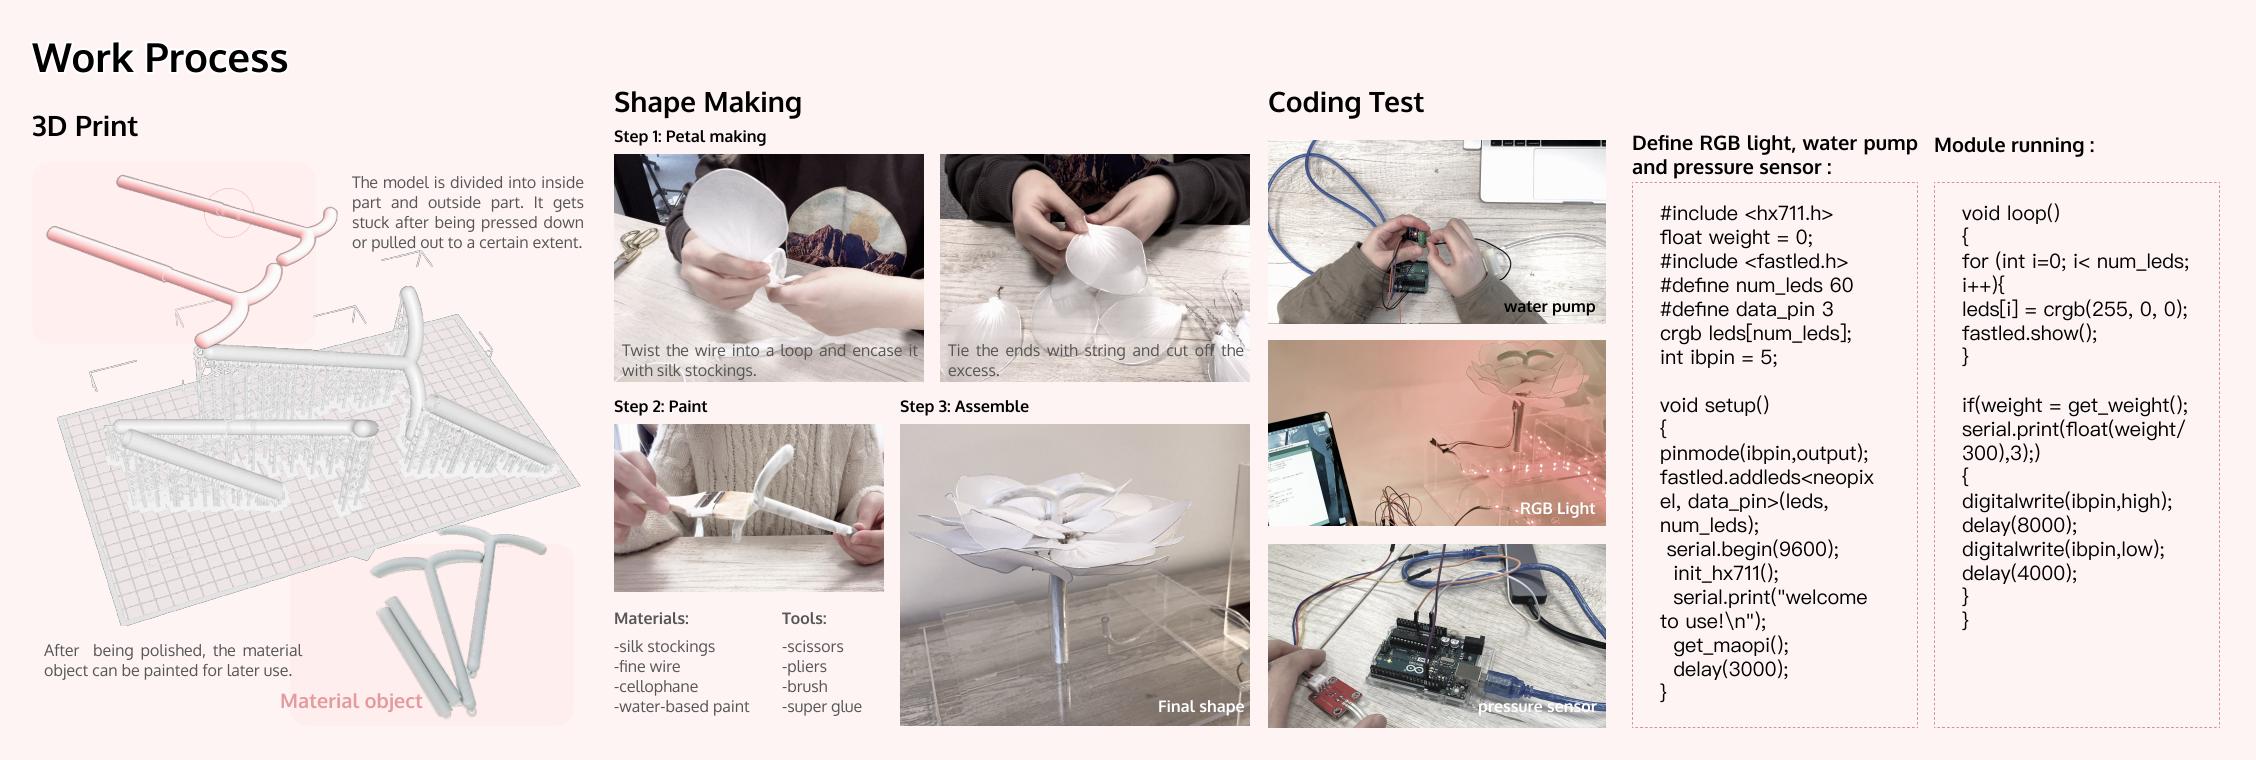 Work Process
3D Print
The model is divided into inside
part and outside part. It gets
stuck after being pressed down
or pulled out to a certain extent.
After being polished, the material
object can be painted for later use.
Material object
Shape Making
Step 1: Petal making
Twist the wire into a loop and encase it
with silk stockings.
Tie the ends with string and cut off the
excess.
Step 2: Paint
Step 3: Assemble
Materials:
-silk stockings
-fine wire
-cellophane
-water-based paint
Tools:
-scissors
-pliers
-brush
-super glue
Final shape
Coding Test
water pump
RGB Light
pressure sensor
Define RGB light, water pump
and pressure sensor :
#include <hx711.h>
float weight = 0;
#include <fastled.h>
#define num_leds 60
#define data_pin 3
crgb leds[num_leds];
int ibpin = 5;
void setup()
{
pinmode(ibpin,output);
fastled.addleds<neopix
el, data_pin>(leds,
num_leds);
serial.begin(9600);
init_hx711();
serial.print("welcome
to use!\n");
get_maopi();
delay(3000);
}
Module running :
void loop()
{
for (int i=0; i< num_leds;
i++){
leds[i] = crgb(255, 0, 0);
fastled.show();
}
if(weight = get_weight();
serial.print(float(weight/
300),3);)
{
digitalwrite(ibpin,high);
delay(8000);
digitalwrite(ibpin,low);
delay(4000);
}
}